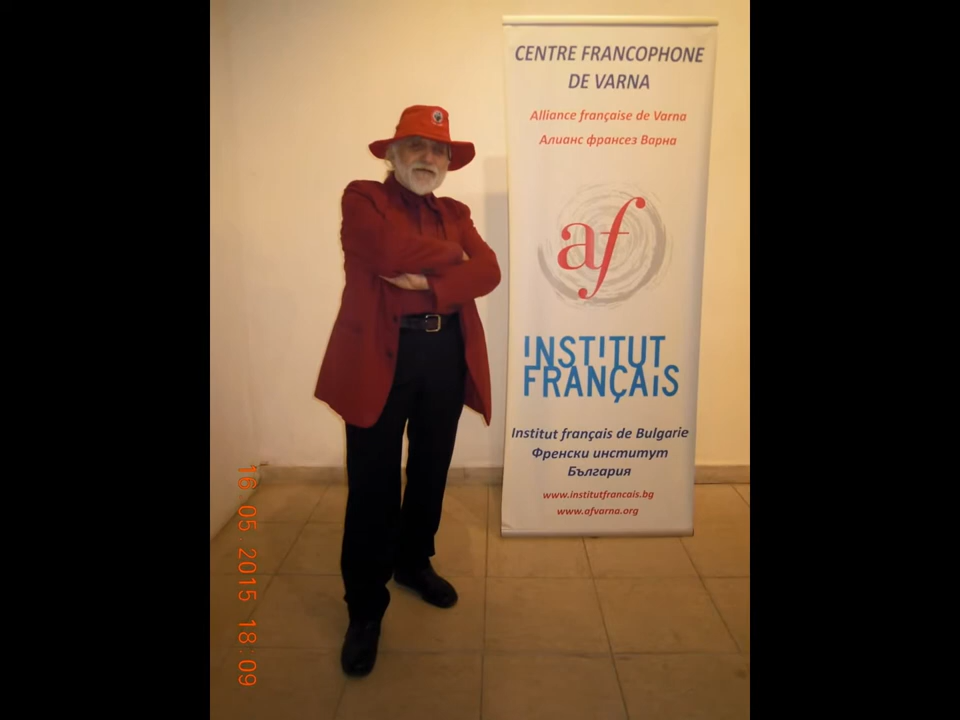 CENTRE FRANCOPHONE
DE VARNA
Alliance française de Varna
Алианс франсез Варна
af
INSTITUT
FRANÇAIS
Institut français de Bulgarie
Френски институт
България
www.institutfrancais.bg
www.afvarna.org
16.05.2015 18:09